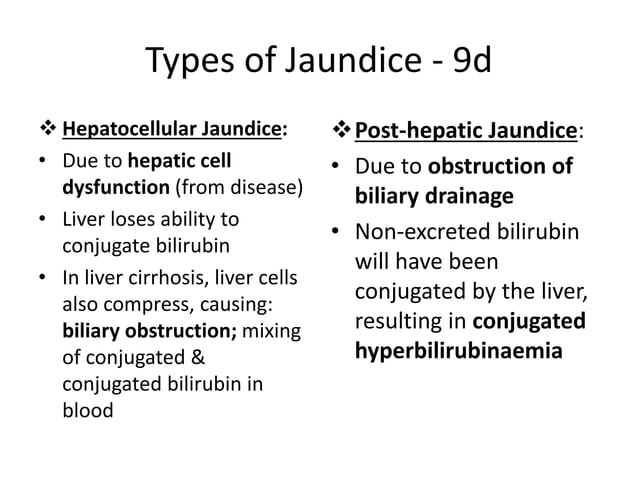 Types of Jaundice - 9d
❖ Hepatocellular Jaundice:
• Due to hepatic cell
dysfunction (from disease)
• Liver loses ability to
conjugate bilirubin
• In liver cirrhosis, liver cells
also compress, causing:
biliary obstruction; mixing
of conjugated &
conjugated bilirubin in
blood
❖ Post-hepatic Jaundice:
• Due to obstruction of
biliary drainage
• Non-excreted bilirubin
will have been
conjugated by the liver,
resulting in conjugated
hyperbilirubinaemia